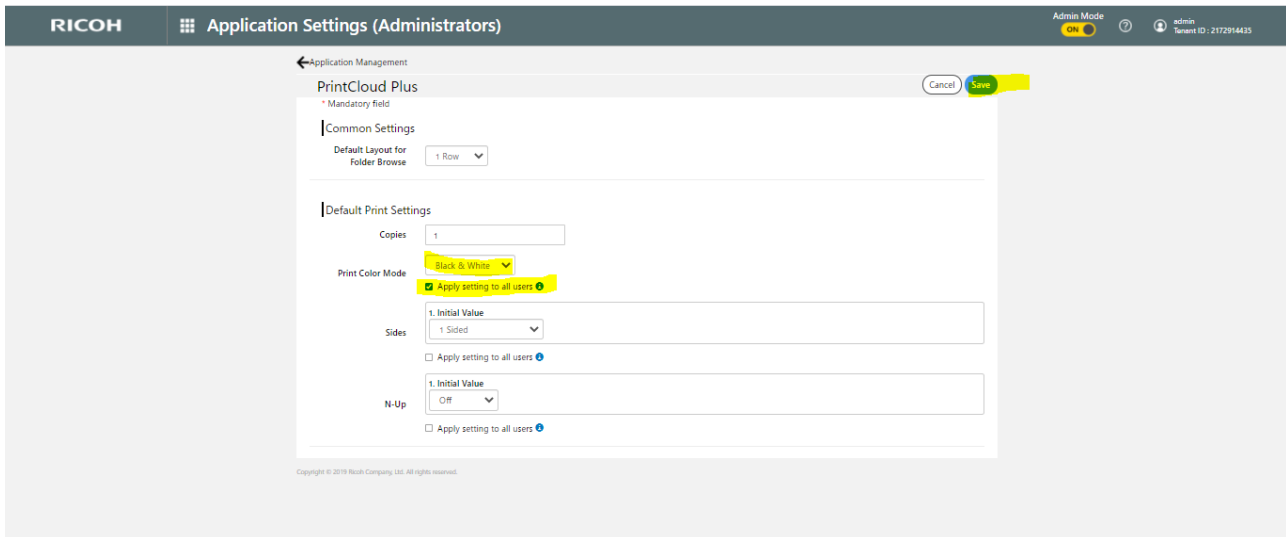 RICOH
Application Settings (Administrators)
Admin Mode
ON
admin
Tenant ID : 2172914435
Application Management
PrintCloud Plus
Cancel
Save
* Mandatory field
Common Settings
Default Layout for
Folder Browse
1 Row
Default Print Settings
Copies
1
Print Color Mode
Black & White
Apply setting to all users
Sides
1. Initial Value
1 Sided
Apply setting to all users
N-Up
1. Initial Value
Off
Apply setting to all users
Copyright © 2019 Ricoh Company, Ltd. All rights reserved.